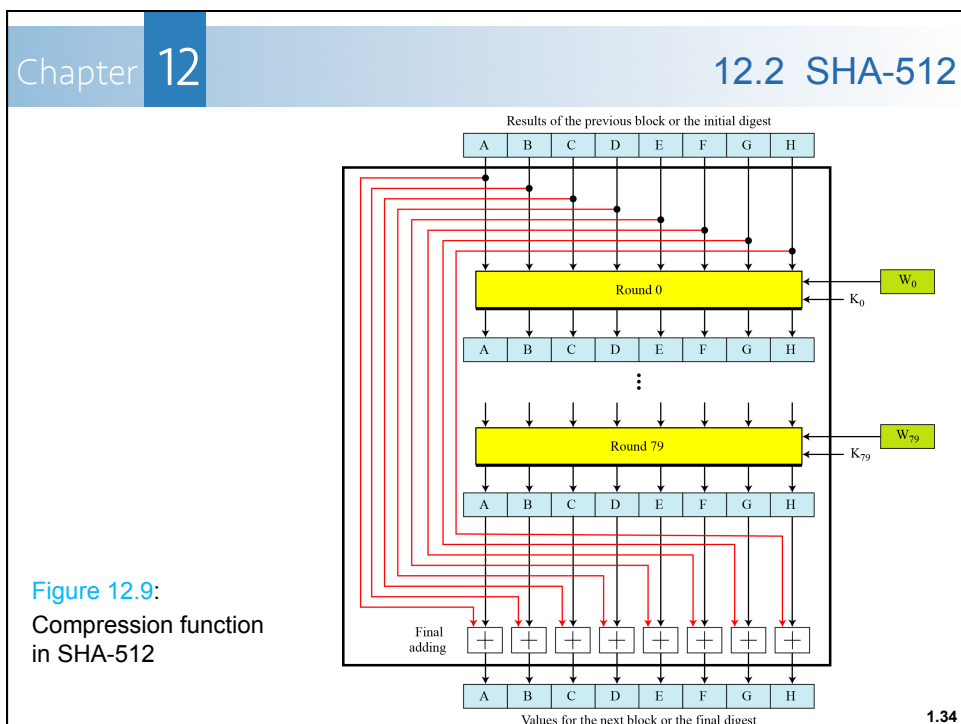 Chapter 12
12.2 SHA-512
Results of the previous block or the initial digest
A B C D E F G H
Round 0
W0
K0
A B C D E F G H
Round 79
W79
K79
A B C D E F G H
Figure 12.9:
Compression function
in SHA-512
Final
adding
+ + + + + + + +
A B C D E F G H
Values for the next block or the final digest
1.34